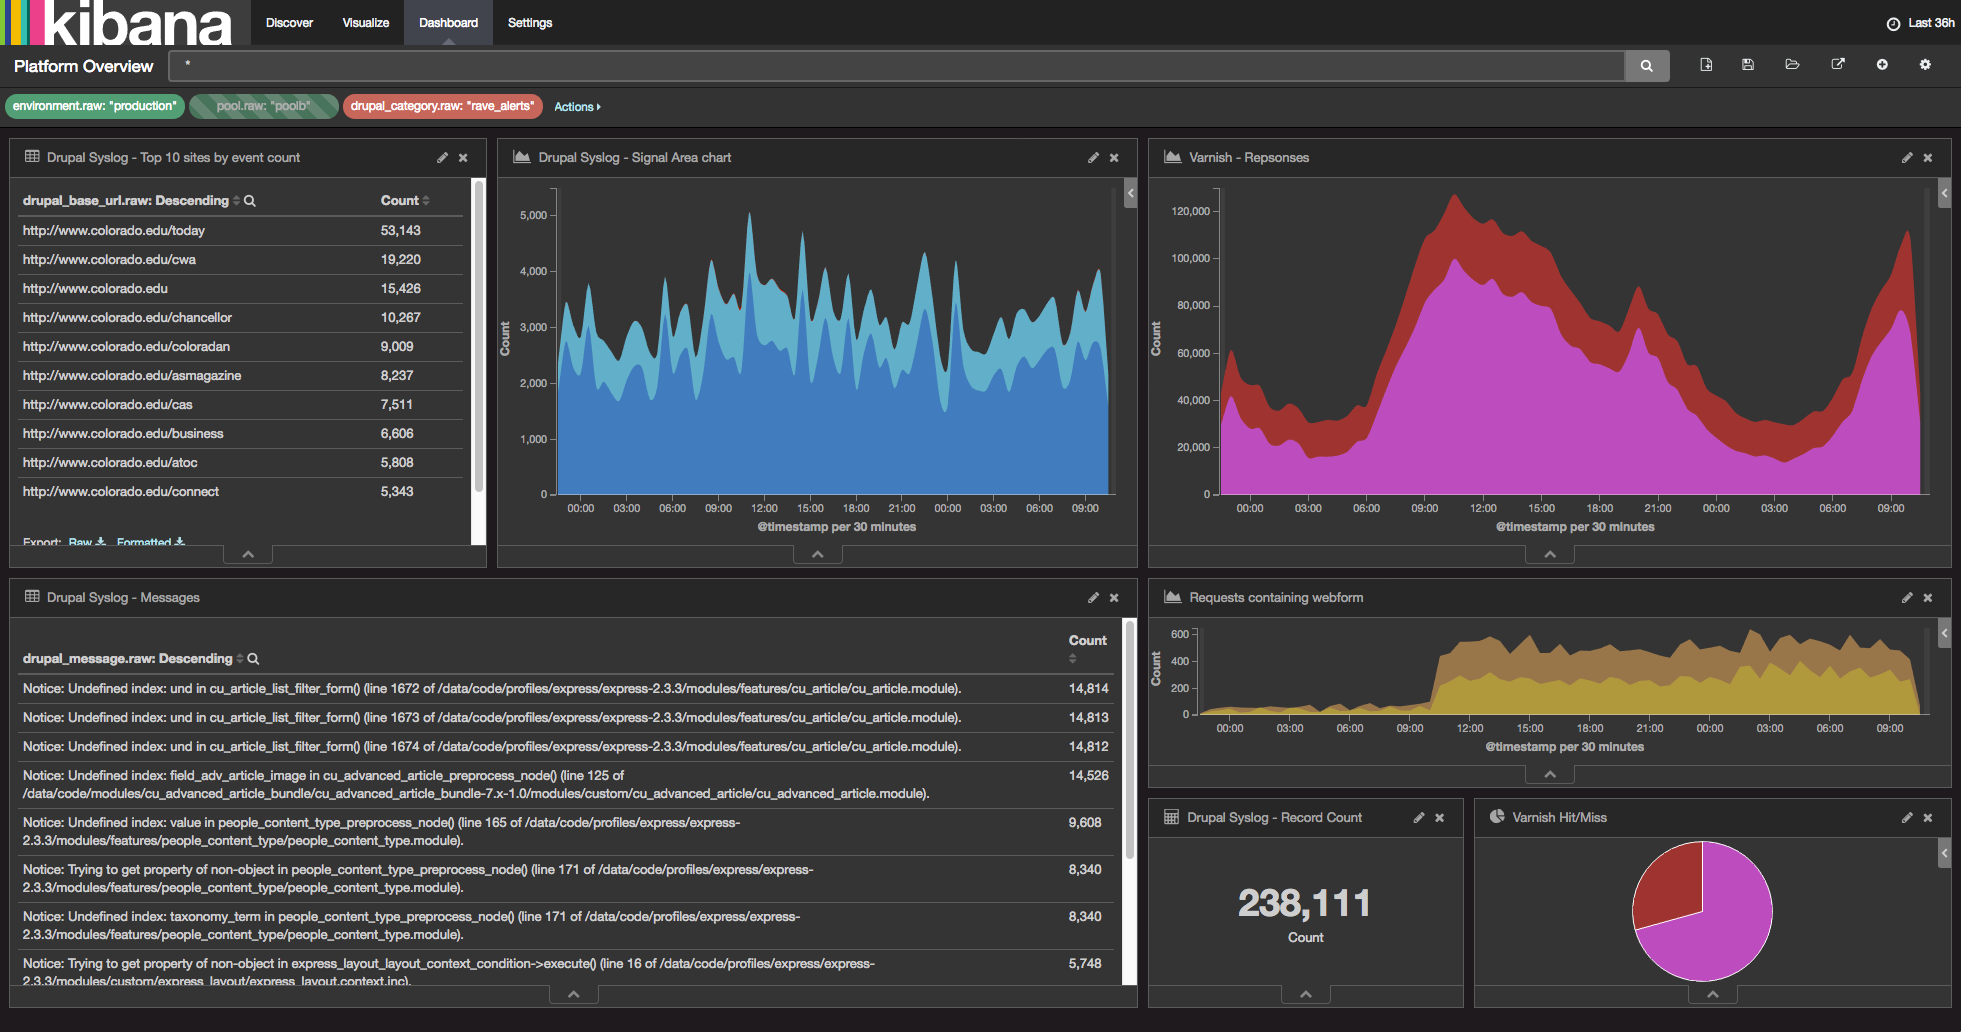 kibana
Discover
Visualize
Dashboard
Settings
Last 36h
Platform Overview
*
environment.raw: "production"
pool.raw: "poolb"
drupal_category.raw: "rave_alerts"
Actions
Drupal Syslog - Top 10 sites by event count
drupal_base_url.raw: Descending Count
http://www.colorado.edu/today 53,143
http://www.colorado.edu/cwa 19,220
http://www.colorado.edu 15,426
http://www.colorado.edu/chancellor 10,267
http://www.colorado.edu/coloradan 9,009
http://www.colorado.edu/asmagazine 8,237
http://www.colorado.edu/cas 7,511
http://www.colorado.edu/business 6,606
http://www.colorado.edu/atoc 5,808
http://www.colorado.edu/connect 5,343
Export: Raw Formatted
Drupal Syslog - Signal Area chart
5,000
4,000
3,000
2,000
1,000
0
Count
00:00 03:00 06:00 09:00 12:00 15:00 18:00 21:00 00:00 03:00 06:00 09:00
@timestamp per 30 minutes
Varnish - Repsonses
120,000
100,000
80,000
60,000
40,000
20,000
0
Count
00:00 03:00 06:00 09:00 12:00 15:00 18:00 21:00 00:00 03:00 06:00 09:00
@timestamp per 30 minutes
Drupal Syslog - Messages
drupal_message.raw: Descending Count
Notice: Undefined index: und in cu_article_list_filter_form() (line 1672 of /data/code/profiles/express/express-2.3.3/modules/features/cu_article/cu_article.module). 14,814
Notice: Undefined index: und in cu_article_list_filter_form() (line 1673 of /data/code/profiles/express/express-2.3.3/modules/features/cu_article/cu_article.module). 14,813
Notice: Undefined index: und in cu_article_list_filter_form() (line 1674 of /data/code/profiles/express/express-2.3.3/modules/features/cu_article/cu_article.module). 14,812
Notice: Undefined index: field_adv_article_image in cu_advanced_article_preprocess_node() (line 125 of 14,526
/data/code/modules/cu_advanced_article_bundle/cu_advanced_article_bundle-7.x-1.0/modules/custom/cu_advanced_article/cu_advanced_article.module).
Notice: Undefined index: value in people_content_type_preprocess_node() (line 165 of /data/code/profiles/express/express- 9,608
2.3.3/modules/features/people_content_type/people_content_type.module).
Notice: Trying to get property of non-object in people_content_type_preprocess_node() (line 171 of /data/code/profiles/express/express- 8,340
2.3.3/modules/features/people_content_type/people_content_type.module).
Notice: Undefined index: taxonomy_term in people_content_type_preprocess_node() (line 171 of /data/code/profiles/express/express- 8,340
2.3.3/modules/features/people_content_type/people_content_type.module).
Notice: Trying to get property of non-object in express_layout_layout_context_condition->execute() (line 16 of /data/code/profiles/express/express- 5,748
2.3.3/modules/custom/express_layout/express_layout.context.inc).
Requests containing webform
600
400
200
0
Count
00:00 03:00 06:00 09:00 12:00 15:00 18:00 21:00 00:00 03:00 06:00 09:00
@timestamp per 30 minutes
Drupal Syslog - Record Count
238,111
Count
Varnish Hit/Miss